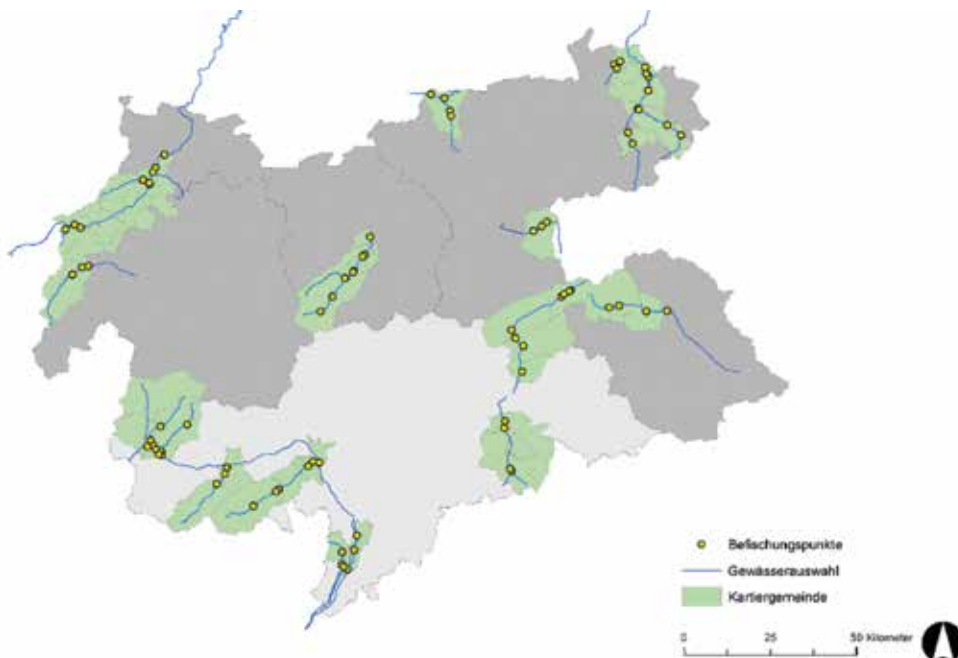 Befischungspunkte
Gewässerauswahl
Kartiergemeinde
0 25 50 Kilometer